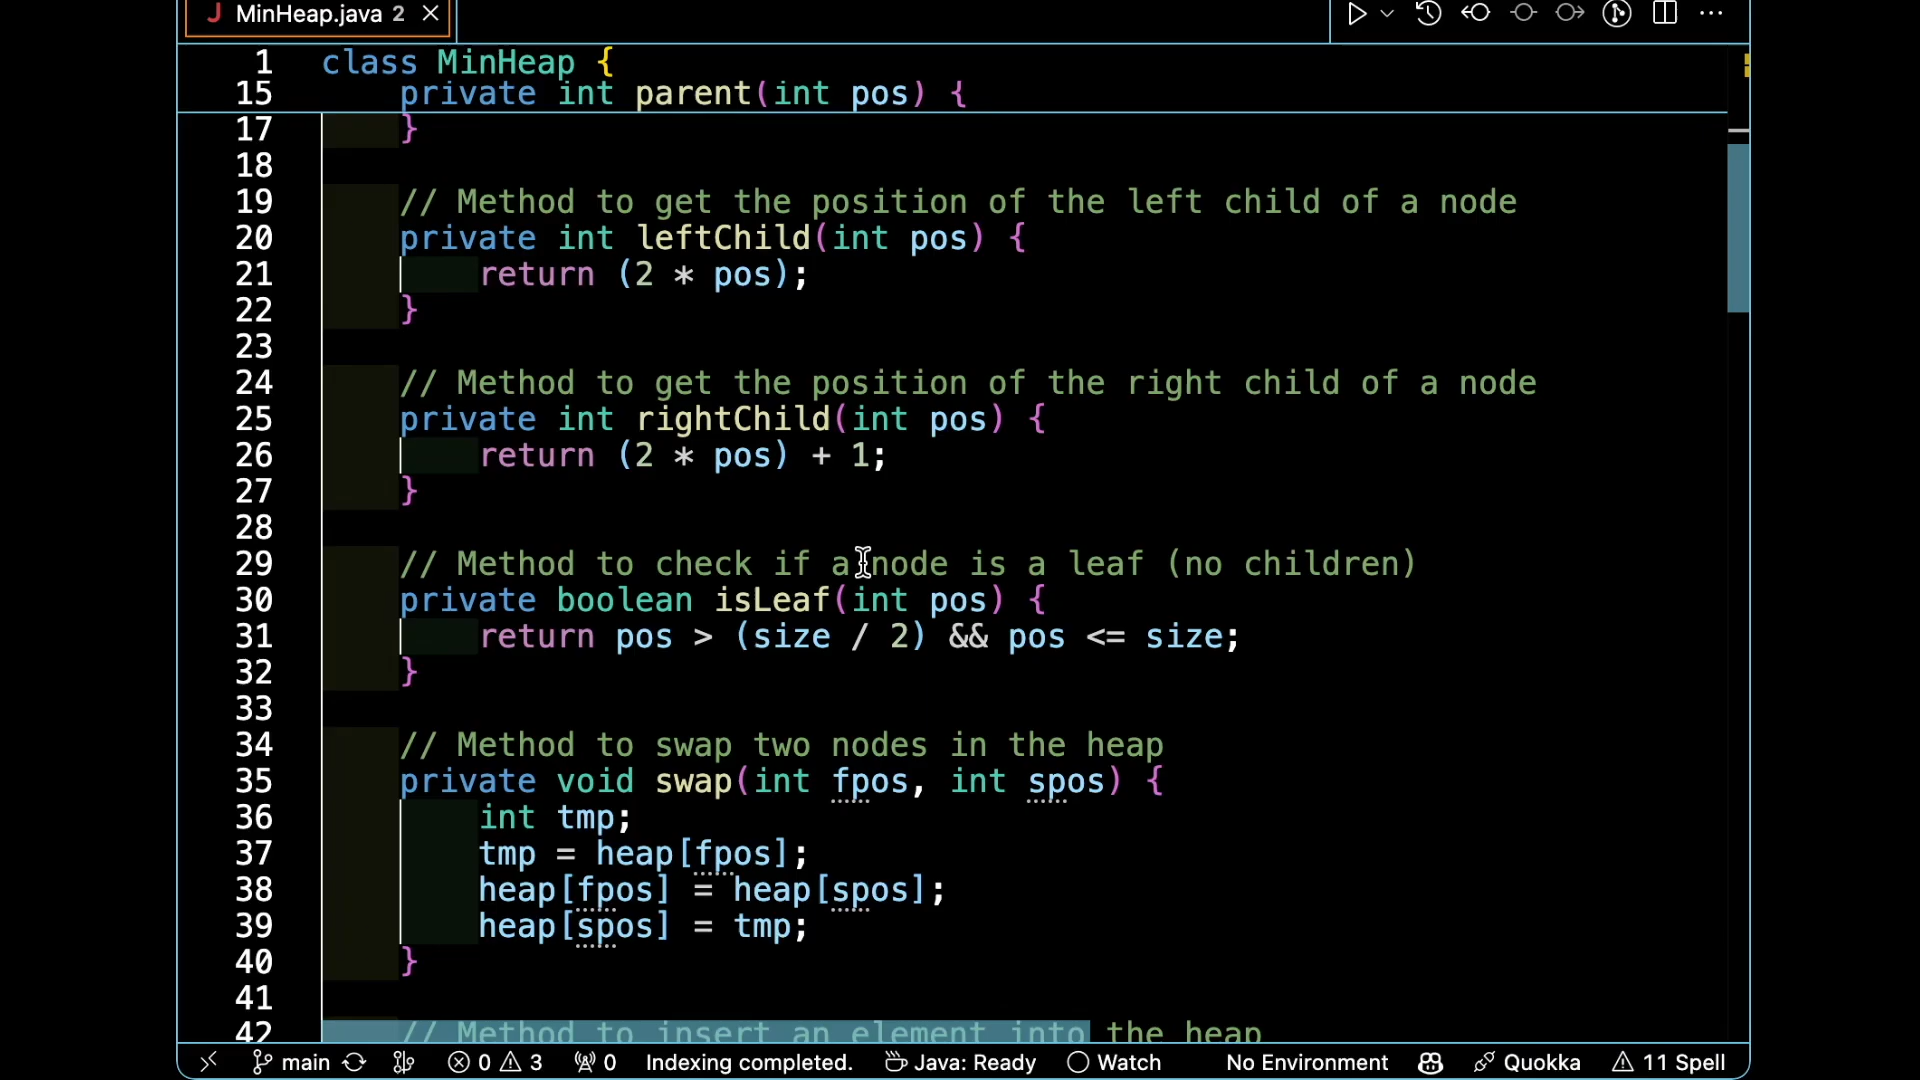 J MinHeap.java 2
1 class MinHeap {
15     private int parent(int pos) {
17     }
18
19     // Method to get the position of the left child of a node
20     private int leftChild(int pos) {
21         return (2 * pos);
22     }
23
24     // Method to get the position of the right child of a node
25     private int rightChild(int pos) {
26         return (2 * pos) + 1;
27     }
28
29     // Method to check if a node is a leaf (no children)
30     private boolean isLeaf(int pos) {
31         return pos > (size / 2) && pos <= size;
32     }
33
34     // Method to swap two nodes in the heap
35     private void swap(int fpos, int spos) {
36         int tmp;
37         tmp = heap[fpos];
38         heap[fpos] = heap[spos];
39         heap[spos] = tmp;
40     }
41
42     // Method to insert an element into the heap
main 0 3 0 Indexing completed. Java: Ready Watch No Environment Quokka 11 Spell